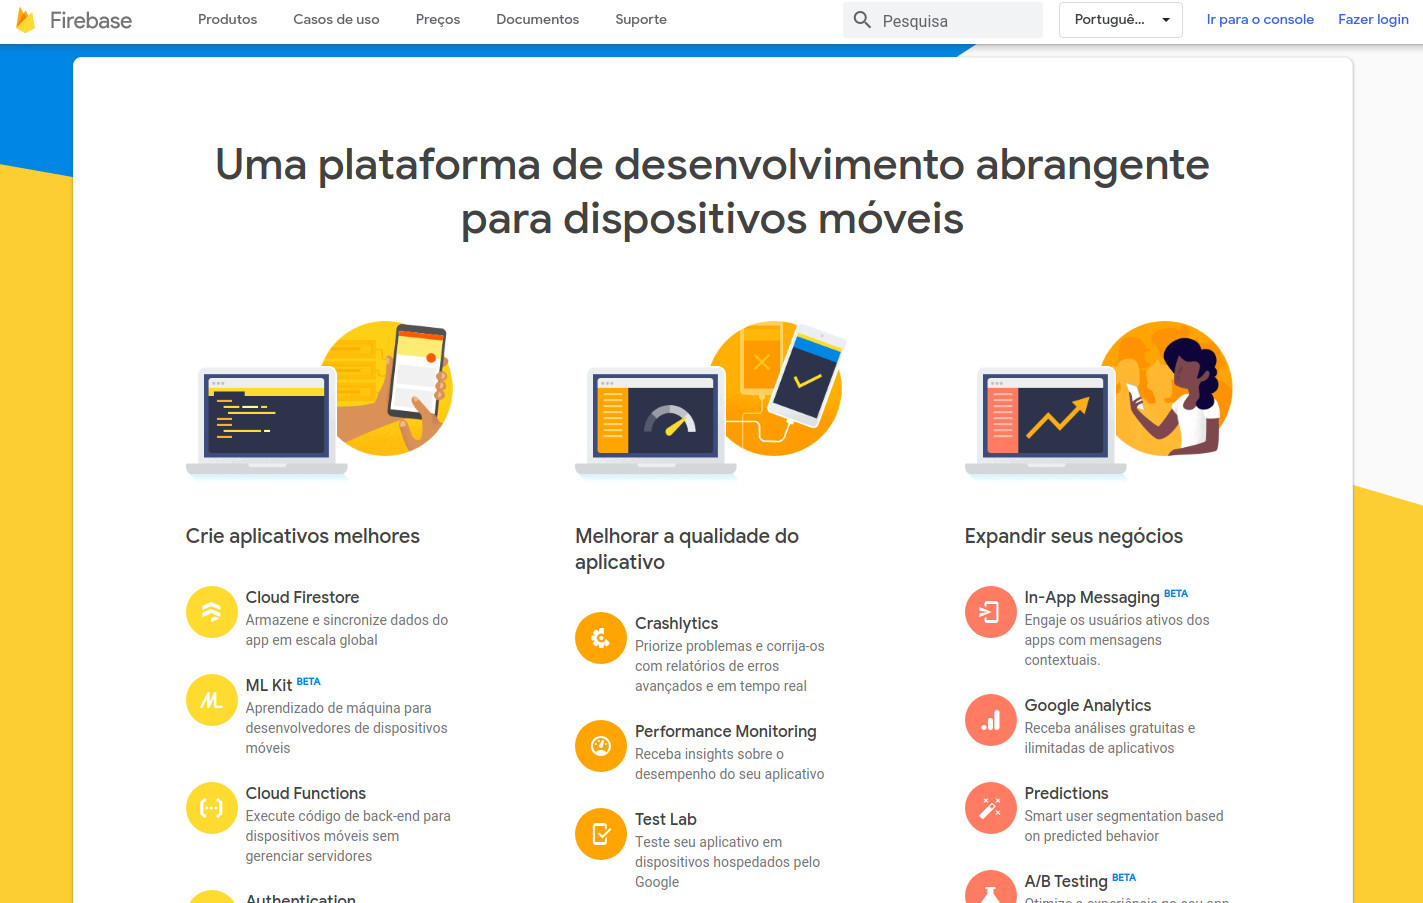 Firebase
Produtos
Casos de uso
Preços
Documentos
Suporte
Pesquisa
Portuguê...
Ir para o console
Fazer login
Uma plataforma de desenvolvimento abrangente
para dispositivos móveis
Crie aplicativos melhores
Cloud Firestore
Armazene e sincronize dados do
app em escala global
ML Kit BETA
Aprendizado de máquina para
desenvolvedores de dispositivos
móveis
Cloud Functions
Execute código de back-end para
dispositivos móveis sem
gerenciar servidores
Authentication
Melhorar a qualidade do
aplicativo
Crashlytics
Priorize problemas e corrija-os
com relatórios de erros
avançados e em tempo real
Performance Monitoring
Receba insights sobre o
desempenho do seu aplicativo
Test Lab
Teste seu aplicativo em
dispositivos hospedados pelo
Google
Expandir seus negócios
In-App Messaging BETA
Engaje os usuários ativos dos
apps com mensagens
contextuais.
Google Analytics
Receba análises gratuitas e
ilimitadas de aplicativos
Predictions
Smart user segmentation based
on predicted behavior
A/B Testing BETA
Otimize a experiência no seu app